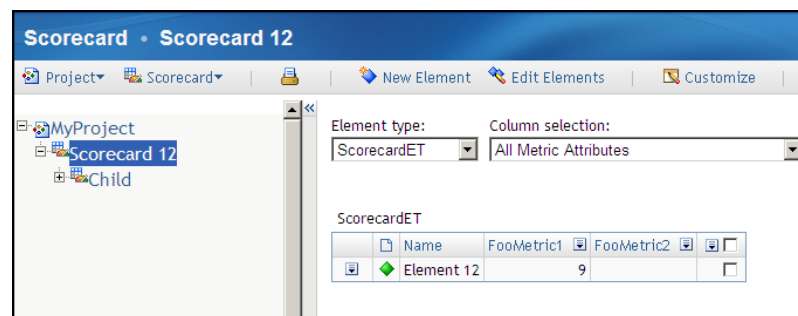 Scorecard • Scorecard 12
Project Scorecard New Element Edit Elements Customize
MyProject
Scorecard 12
Child
Element type: Column selection:
ScorecardET All Metric Attributes
ScorecardET
Name FooMetric1 FooMetric2
Element 12 9